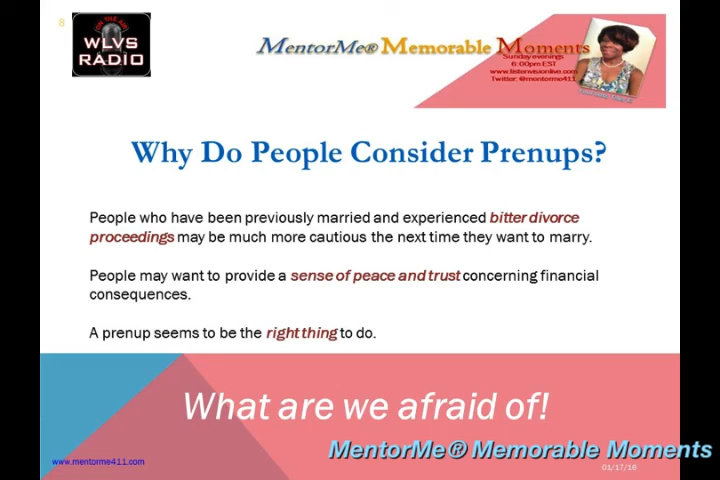 8
ON THE AIR
WLVS
RADIO
MentorMe® Memorable Moments
Sunday evenings
6:00pm EST
www.listenvisionlive.com
Twitter: @mentorme411
Why Do People Consider Prenups?
People who have been previously married and experienced bitter divorce
proceedings may be much more cautious the next time they want to marry.
People may want to provide a sense of peace and trust concerning financial
consequences.
A prenup seems to be the right thing to do.
What are we afraid of!
MentorMe® Memorable Moments
www.mentorme411.com
01/17/16